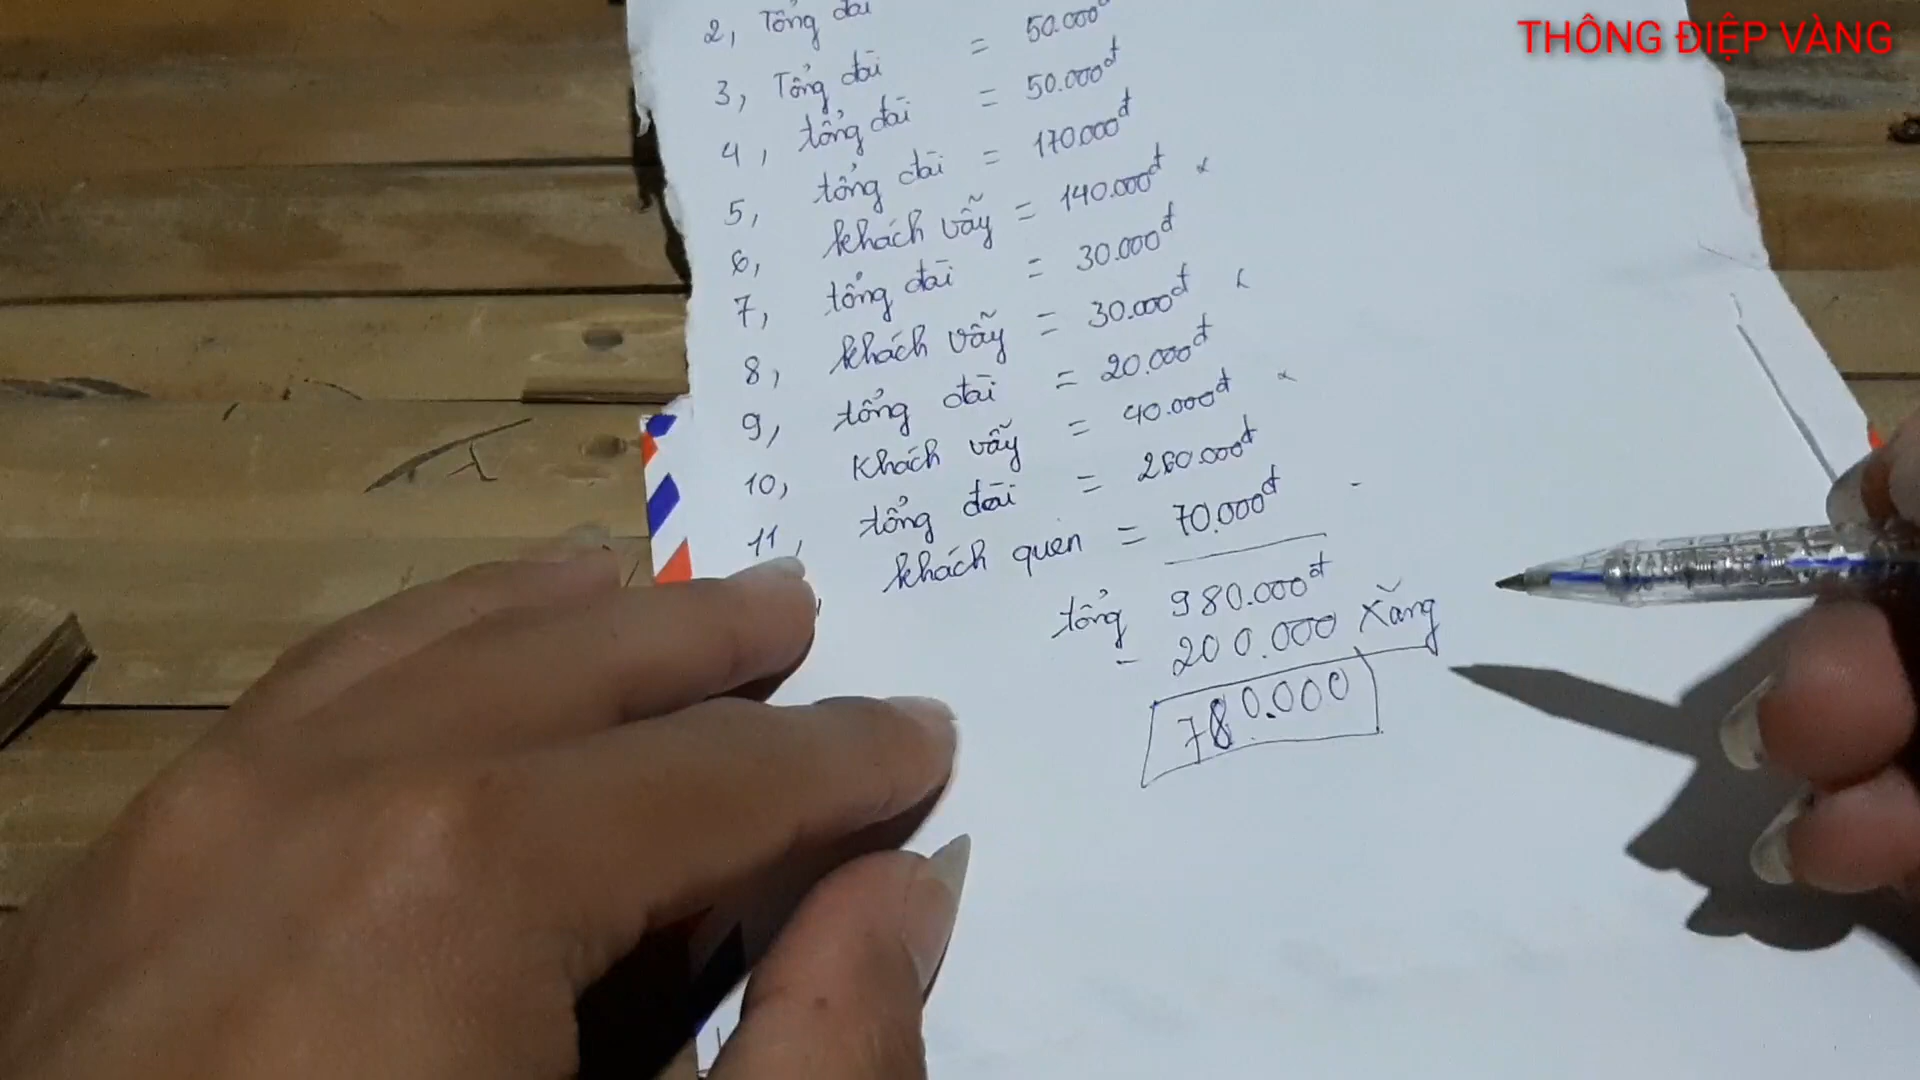 2, Tổng đài
3, Tổng đài = 50.000đ
4, tổng đài = 50.000đ
5, tổng đài = 170.000đ
6, khách vẫy = 140.000đ x
7, tổng đài = 30.000đ
8, khách vẫy = 30.000đ x
9, tổng đài = 20.000đ
10, Khách vẫy = 40.000đ x
11, tổng đài = 260.000đ
khách quen = 70.000đ
tổng 980.000đ
- 200.000 xăng
780.000
THÔNG ĐIỆP VÀNG